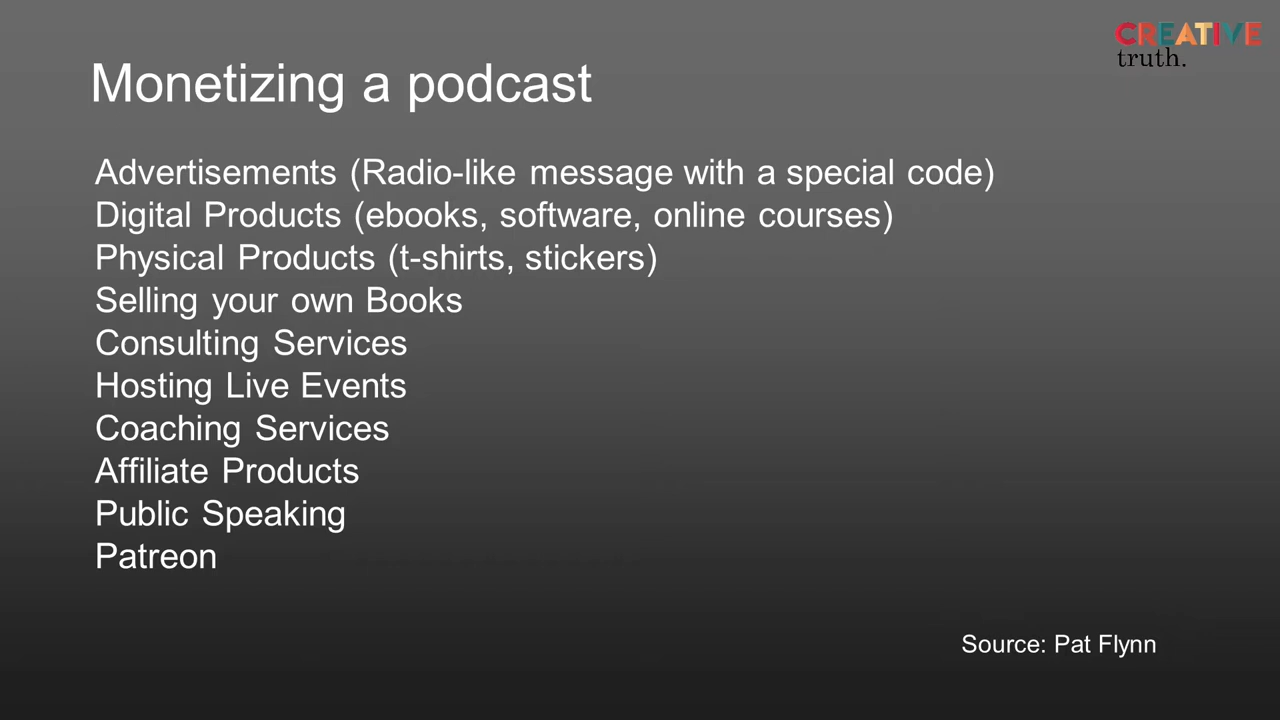 CREATIVE
truth.
Monetizing a podcast
Advertisements (Radio-like message with a special code)
Digital Products (ebooks, software, online courses)
Physical Products (t-shirts, stickers)
Selling your own Books
Consulting Services
Hosting Live Events
Coaching Services
Affiliate Products
Public Speaking
Patreon
Source: Pat Flynn